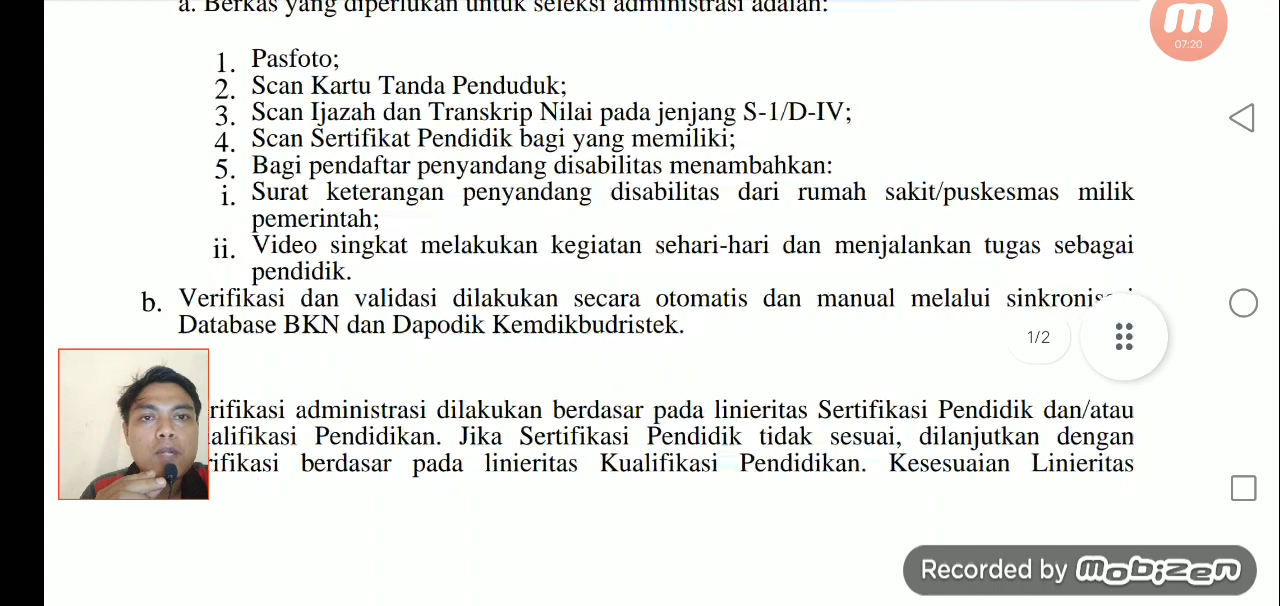 a. Berkas yang diperlukan untuk seleksi administrasi adalah:
07:20
1. Pasfoto;
2. Scan Kartu Tanda Penduduk;
3. Scan Ijazah dan Transkrip Nilai pada jenjang S-1/D-IV;
4. Scan Sertifikat Pendidik bagi yang memiliki;
5. Bagi pendaftar penyandang disabilitas menambahkan:
i. Surat keterangan penyandang disabilitas dari rumah sakit/puskesmas milik
pemerintah;
ii. Video singkat melakukan kegiatan sehari-hari dan menjalankan tugas sebagai
pendidik.
b. Verifikasi dan validasi dilakukan secara otomatis dan manual melalui
Database BKN dan Dapodik Kemdikbudristek.
1/2
rifikasi administrasi dilakukan berdasar pada linieritas Sertifikasi Pendidik dan/atau
alifikasi Pendidikan. Jika Sertifikasi Pendidik tidak sesuai, dilanjutkan dengan
rifikasi berdasar pada linieritas Kualifikasi Pendidikan. Kesesuaian Linieritas
Recorded by Mobizen